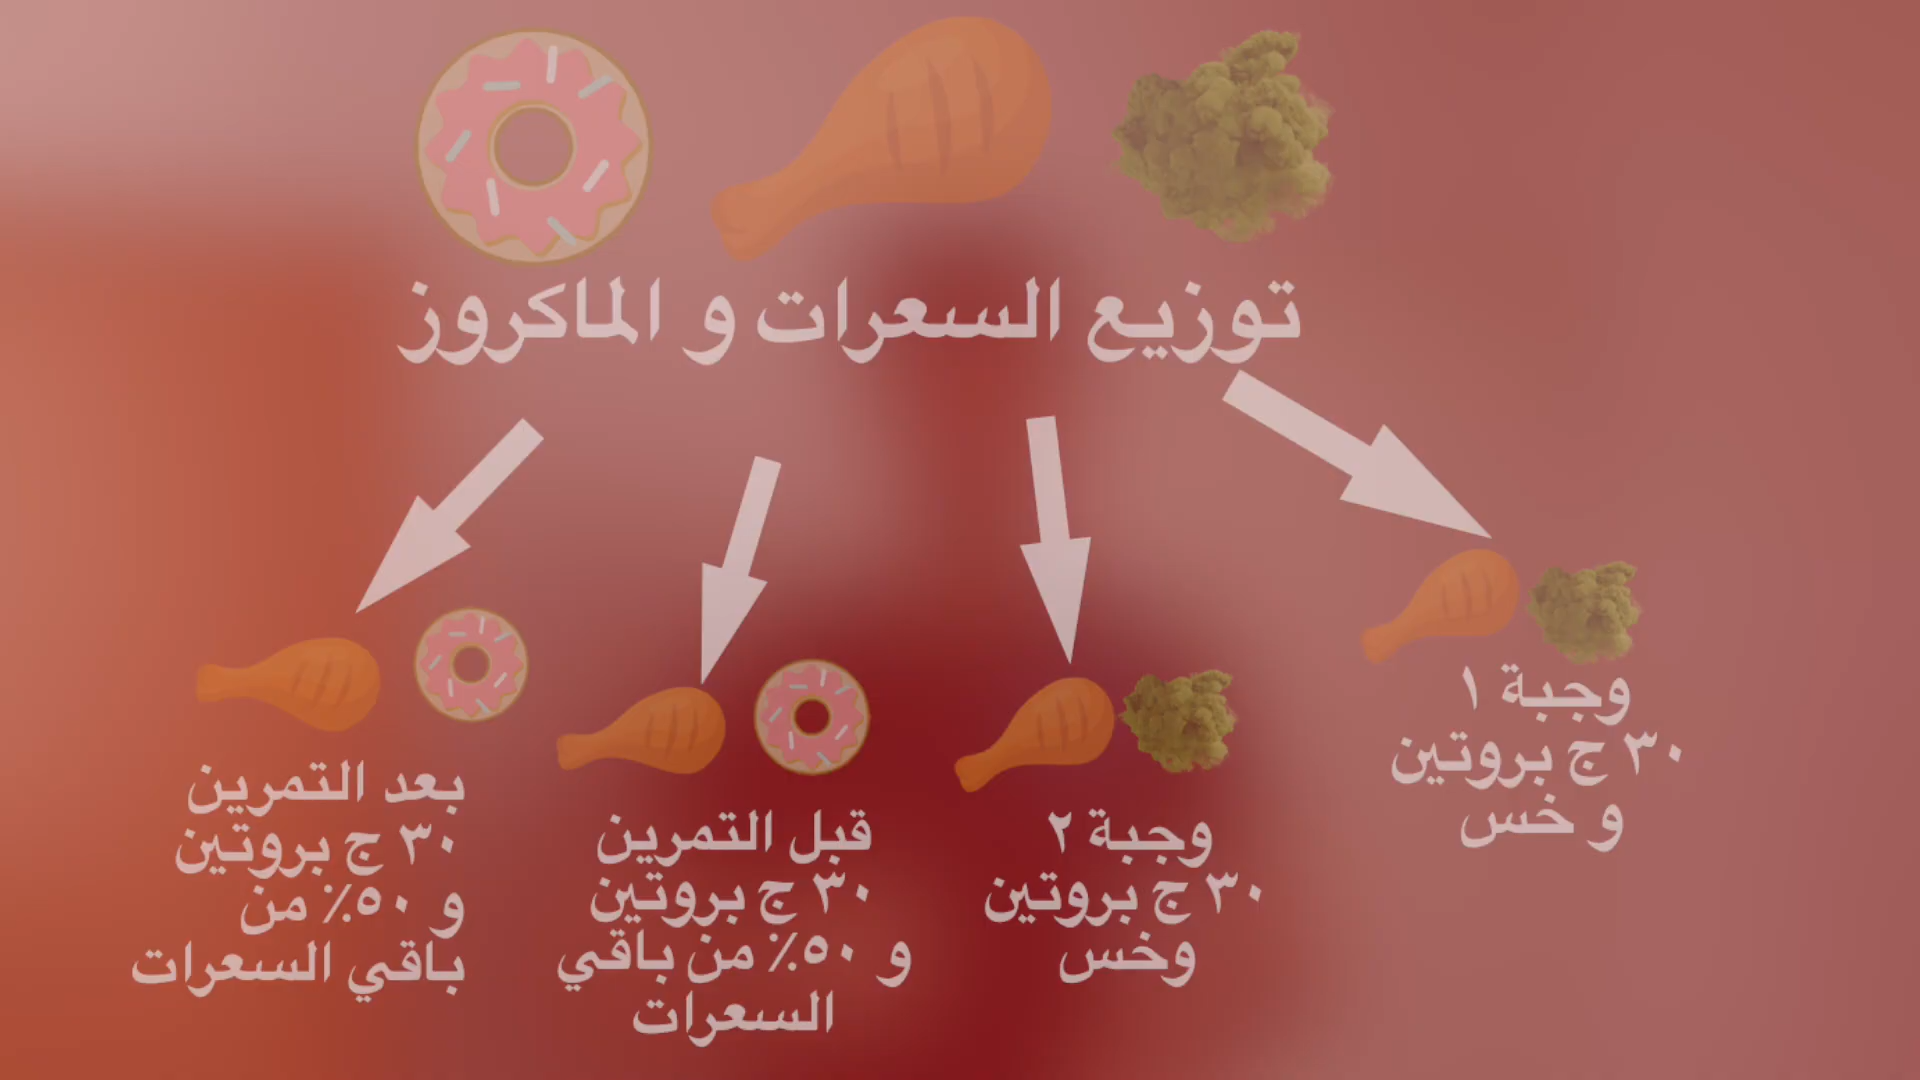 توزيع السعرات و الماكروز
وجبة ١
٣٠ ج بروتين
و خس
وجبة ٢
٣٠ ج بروتين
وخس
قبل التمرين
٣٠ ج بروتين
و ٥٠٪ من باقي
السعرات
بعد التمرين
٣٠ ج بروتين
و ٥٠٪ من
باقي السعرات